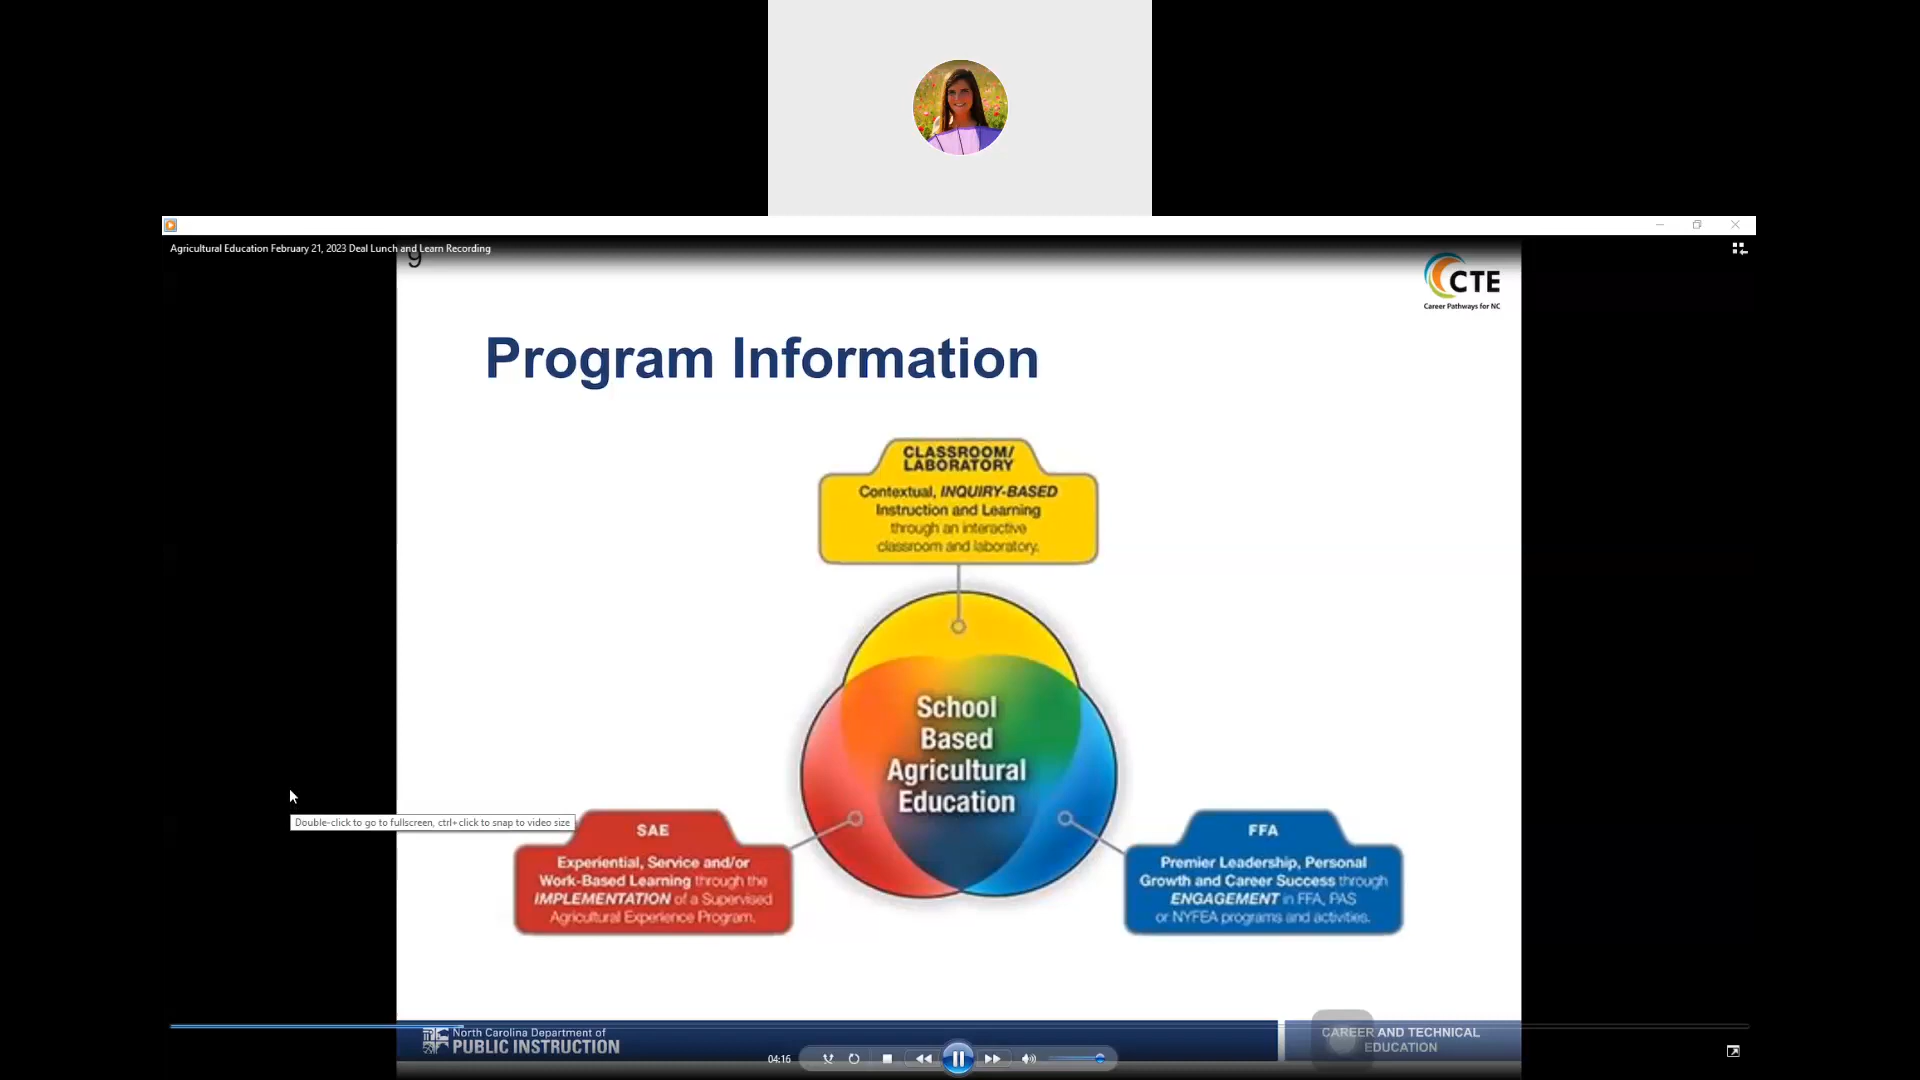 Agricultural Education February 21, 2023 Deal Lunch and Learn Recording
9
CTE
Career Pathways for NC
Program Information
CLASSROOM/
LABORATORY
Contextual, INQUIRY-BASED
Instruction and Learning
through an interactive
classroom and laboratory.
School
Based
Agricultural
Education
Double-click to go to fullscreen, ctrl+click to snap to video size
SAE
Experiential, Service and/or
Work-Based Learning through the
IMPLEMENTATION of a Supervised
Agricultural Experience Program.
FFA
Premier Leadership, Personal
Growth and Career Success through
ENGAGEMENT in FFA, PAS
or NYFEA programs and activities.
North Carolina Department of
PUBLIC INSTRUCTION
CAREER AND TECHNICAL
EDUCATION
04:16